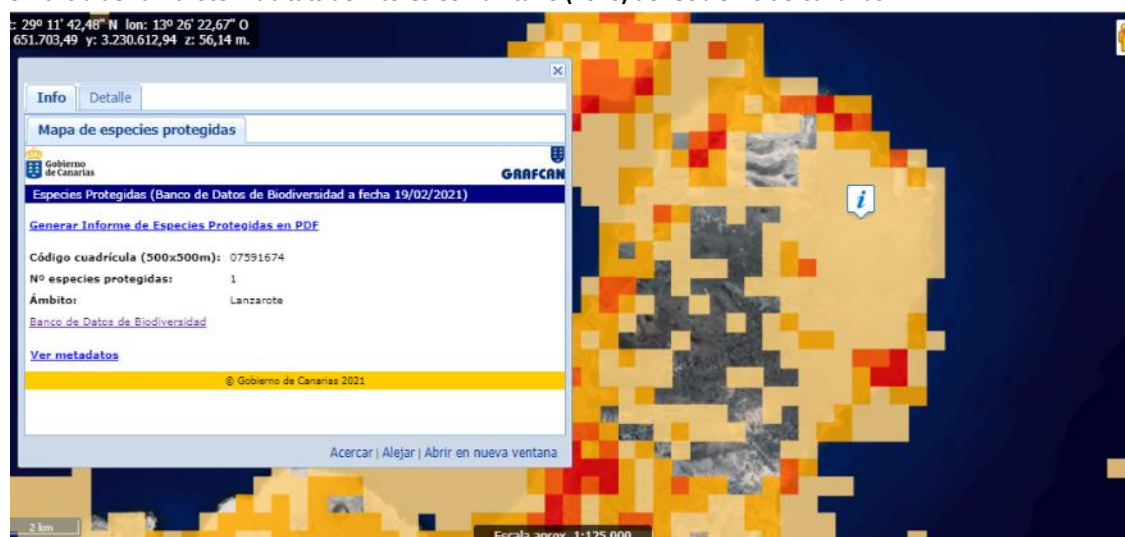 : 29º 11' 42,48" N lon: 13º 26' 22,67" O
651.703,49 y: 3.230.612,94 z: 56,14 m.
Info Detalle
Mapa de especies protegidas
Gobierno
de Canarias
GRAFCAN
Especies Protegidas (Banco de Datos de Biodiversidad a fecha 19/02/2021)
Generar Informe de Especies Protegidas en PDF
Código cuadrícula (500x500m): 07591674
Nº especies protegidas: 1
Ámbito: Lanzarote
Banco de Datos de Biodiversidad
Ver metadatos
© Gobierno de Canarias 2021
Acercar | Alejar | Abrir en nueva ventana
2 km
Escala aprox. 1:125.000